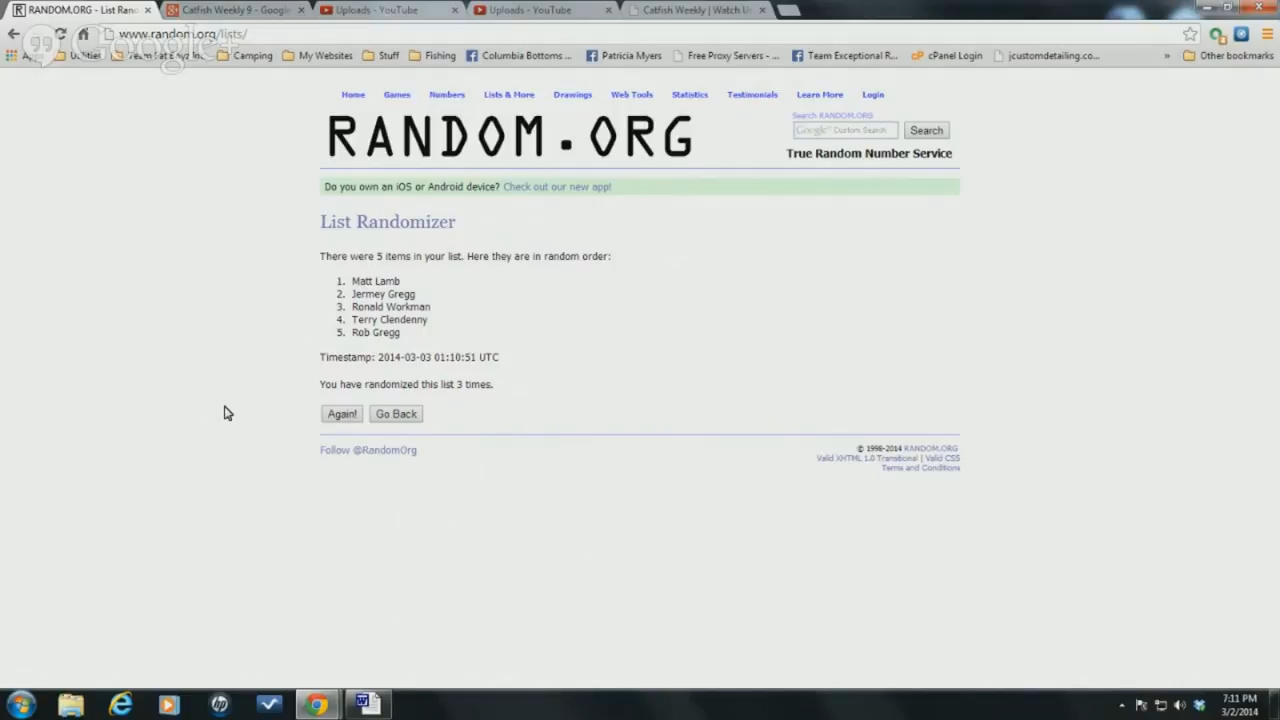 RANDOM.ORG - List Rand
Catfish Weekly 9 - Google
Uploads - YouTube
Uploads - YouTube
Catfish Weekly | Watch Us
www.random.org/lists/
Google+
Utilities
Camping
My Websites
Stuff
Fishing
Columbia Bottoms ...
Patricia Myers
Free Proxy Servers - ...
Team Exceptional R...
cPanel Login
jcustomdetailing.co...
»
Other bookmarks
Home Games Numbers Lists & More Drawings Web Tools Statistics Testimonials Learn More Login
Search RANDOM.ORG
RANDOM.ORG
Google™ Custom Search
Search
True Random Number Service
Do you own an iOS or Android device? Check out our new app!
List Randomizer
There were 5 items in your list. Here they are in random order:
1. Matt Lamb
2. Jermey Gregg
3. Ronald Workman
4. Terry Clendenny
5. Rob Gregg
Timestamp: 2014-03-03 01:10:51 UTC
You have randomized this list 3 times.
Again! Go Back
Follow @RandomOrg
© 1998-2014 RANDOM.ORG
Valid XHTML 1.0 Transitional | Valid CSS
Terms and Conditions
7:11 PM
3/2/2014